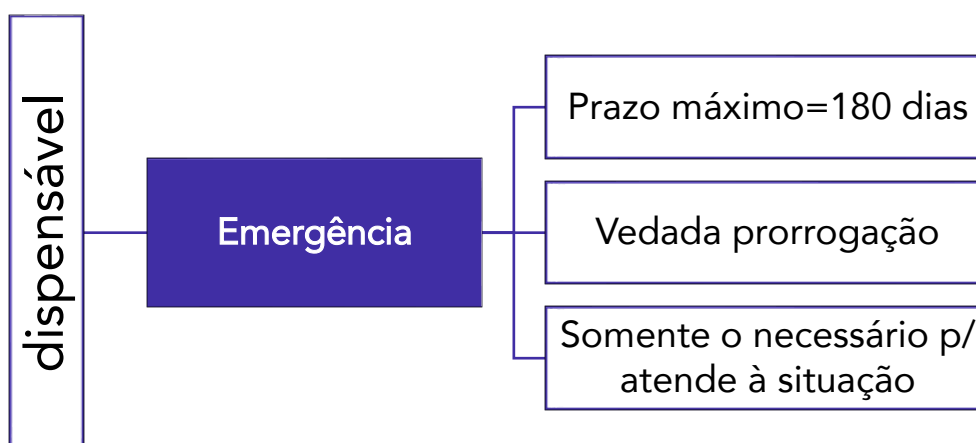 dispensável
Emergência
Prazo máximo=180 dias
Vedada prorrogação
Somente o necessário p/
atende à situação